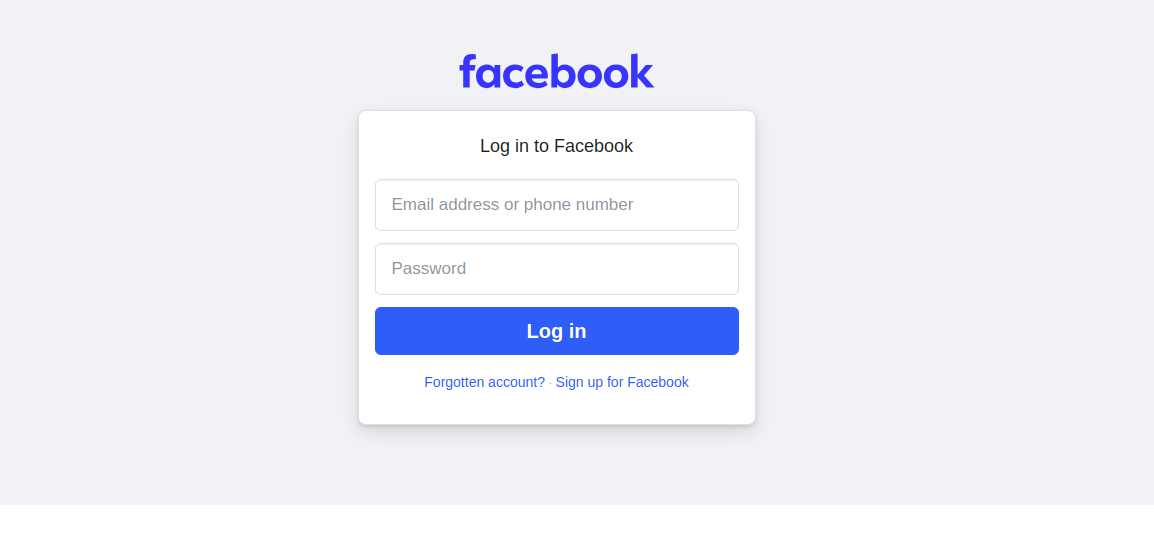 facebook
Log in to Facebook
Email address or phone number
Password
Log in
Forgotten account? · Sign up for Facebook